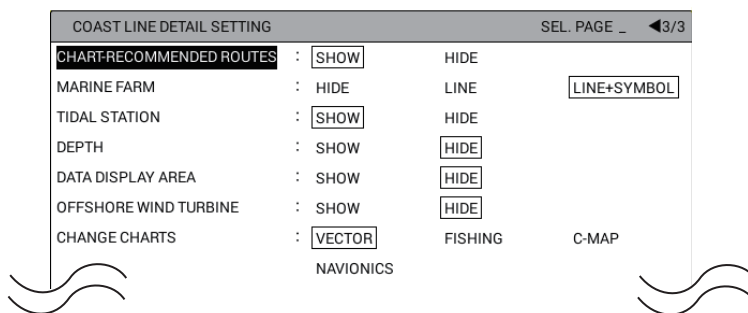 COAST LINE DETAIL SETTING SEL. PAGE _ ◀3/3
CHART-RECOMMENDED ROUTES : SHOW HIDE
MARINE FARM : HIDE LINE LINE+SYMBOL
TIDAL STATION : SHOW HIDE
DEPTH : SHOW HIDE
DATA DISPLAY AREA : SHOW HIDE
OFFSHORE WIND TURBINE : SHOW HIDE
CHANGE CHARTS : VECTOR FISHING C-MAP
NAVIONICS